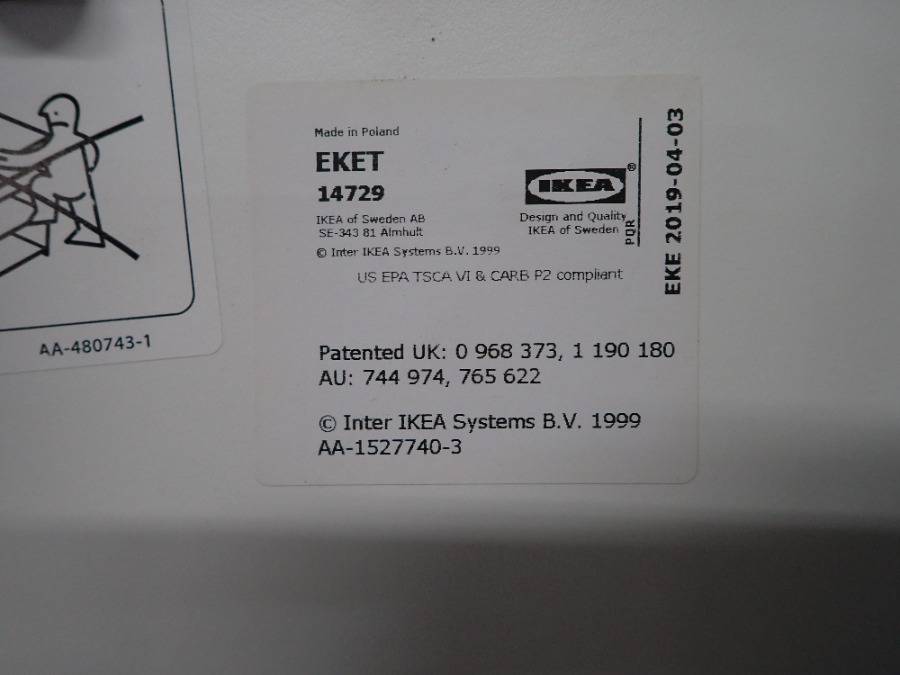 Made in Poland
EKET
14729
IKEA of Sweden AB
SE-343 81 Älmhult
© Inter IKEA Systems B.V. 1999
IKEA®
Design and Quality
IKEA of Sweden
PQR
EKE 2019-04-03
US EPA TSCA VI & CARB P2 compliant
Patented UK: 0 968 373, 1 190 180
AU: 744 974, 765 622
© Inter IKEA Systems B.V. 1999
AA-1527740-3
AA-480743-1